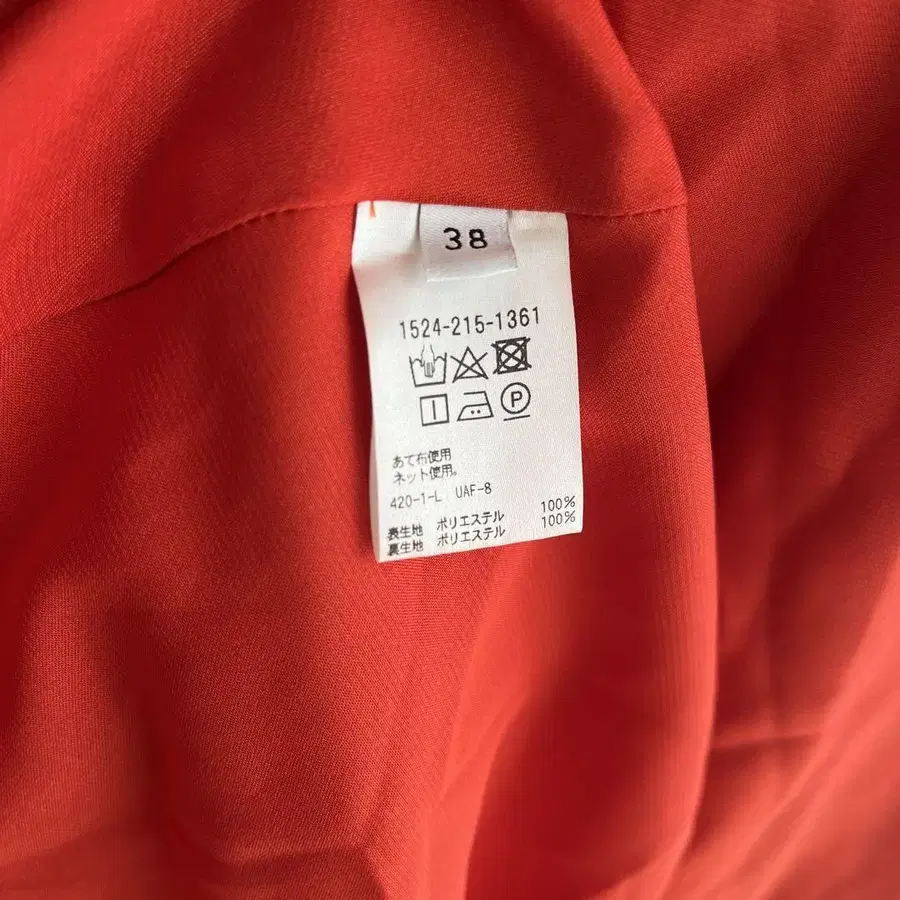 38
1524-215-1361
P
あて布使用
ネット使用。
420-1-L UAF-8
表生地 ポリエステル 100%
裏生地 ポリエステル 100%